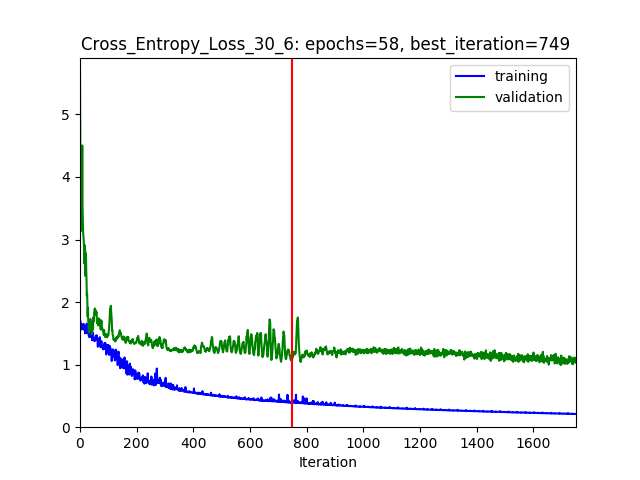 Cross_Entropy_Loss_30_6: epochs=58, best_iteration=749
training
validation
5
4
3
2
1
0
0 200 400 600 800 1000 1200 1400 1600
Iteration